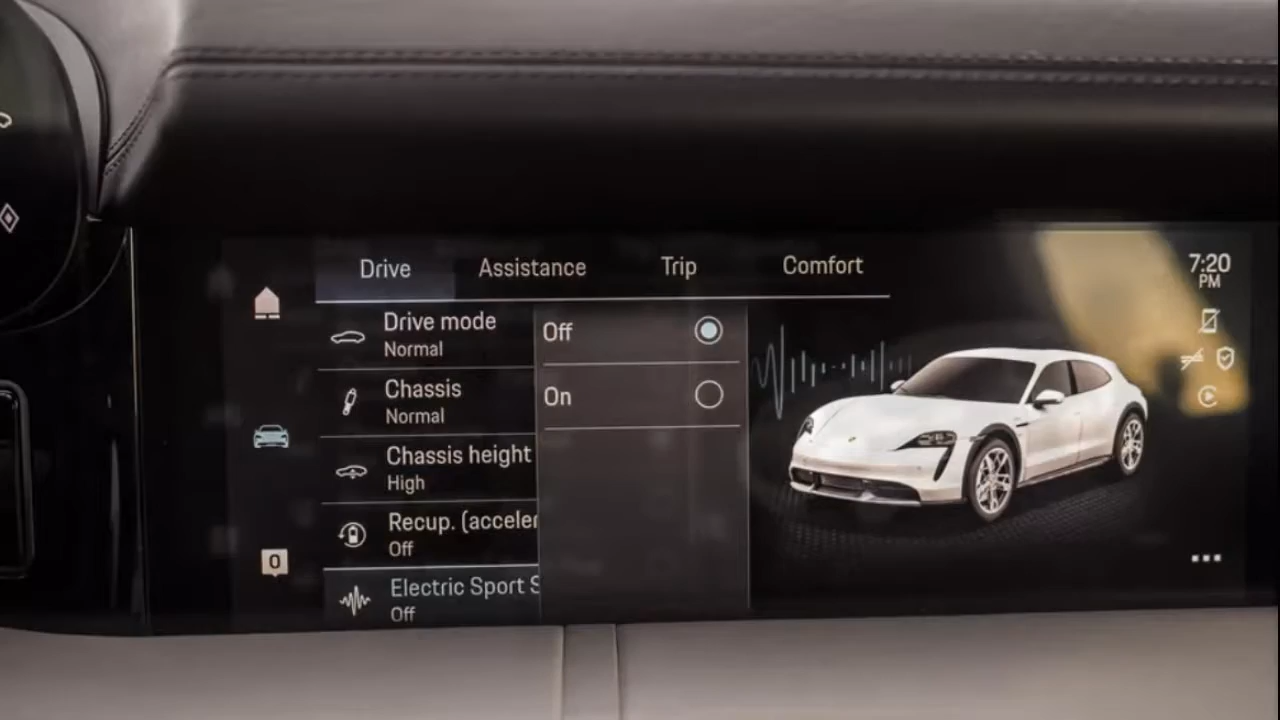 Drive Assistance Trip Comfort
7:20
PM
Drive mode
Normal
Chassis
Normal
Chassis height
High
Recup. (acceler
Off
Electric Sport S
Off
Off
On
0